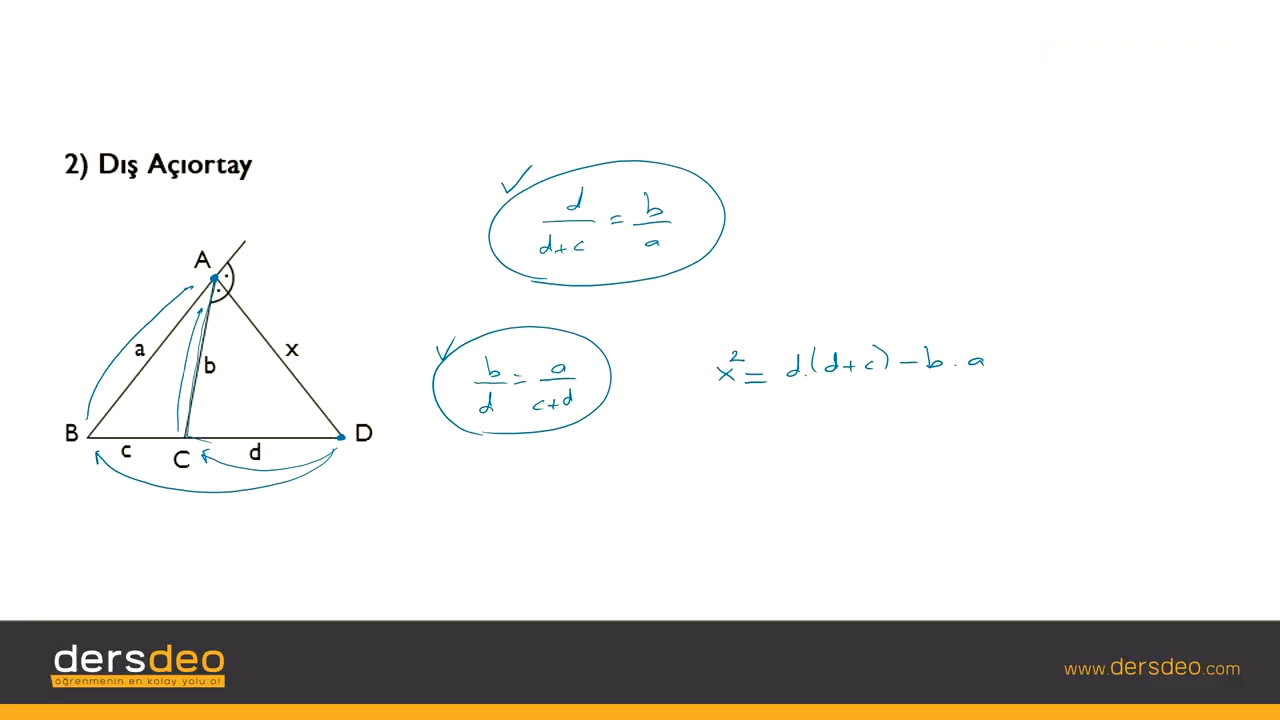 2) Dış Açıortay
d/d+c = b/a
A
a
b
x
b/d = a/c+d
x² = d.(d+c) - b.a
B
c
C
d
D
dersdeo
öğrenmenin en kolay yolu!
www.dersdeo.com